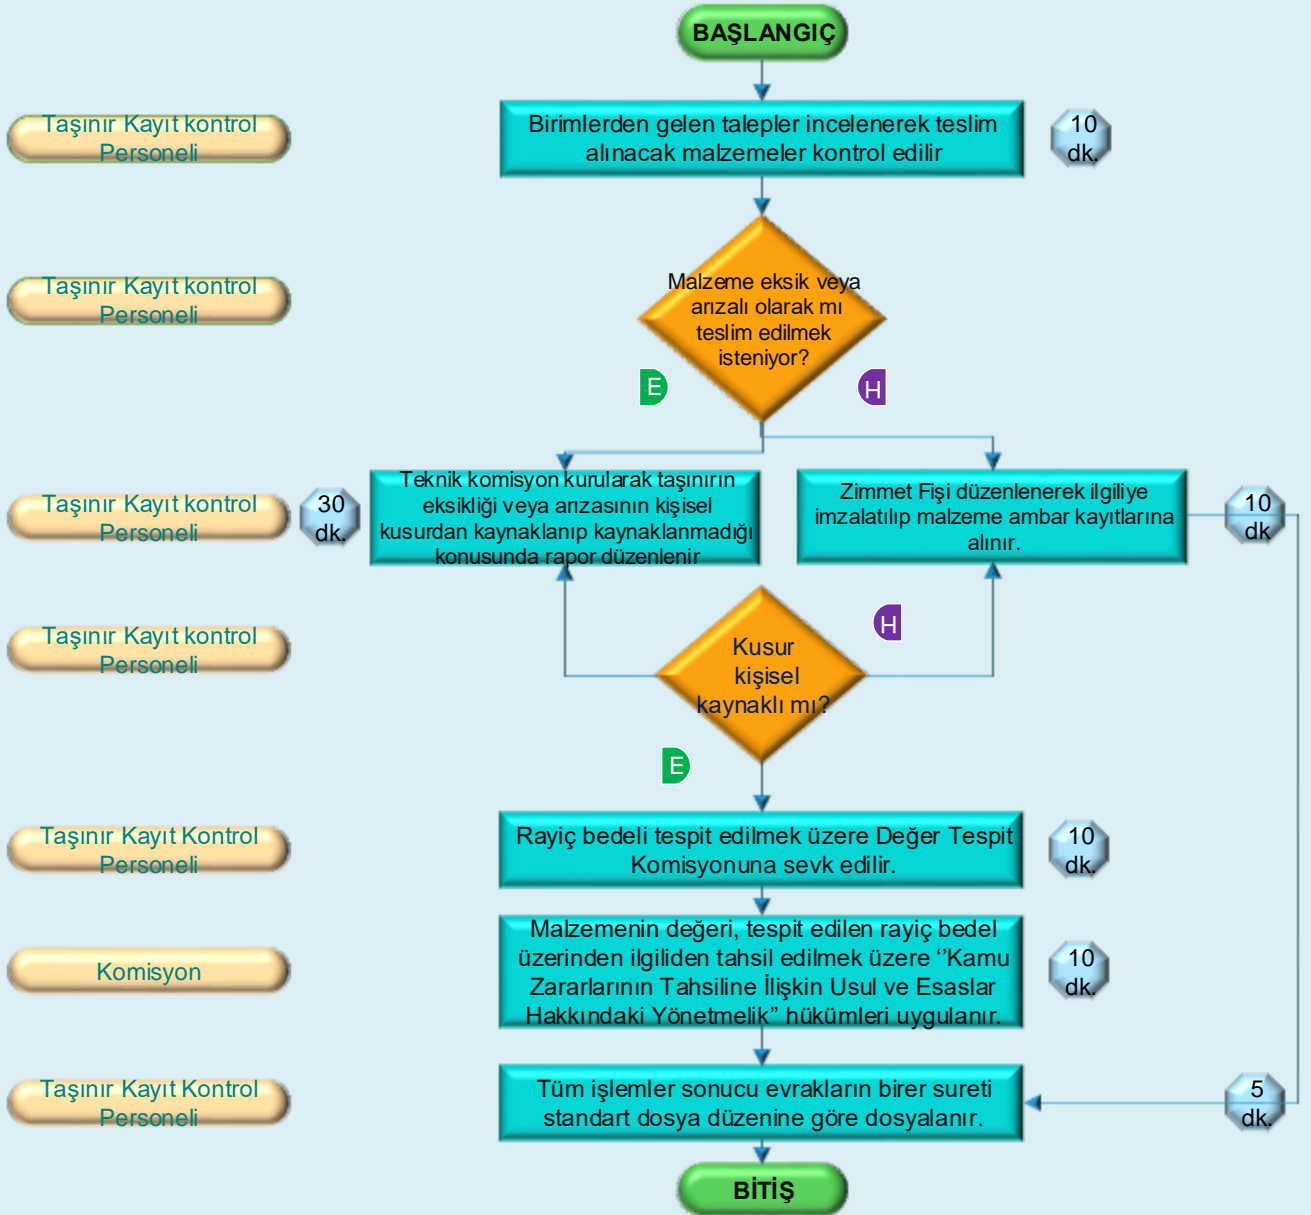 BAŞLANGIÇ
Taşınır Kayıt kontrol
Personeli
Birimlerden gelen talepler incelenerek teslim
alınacak malzemeler kontrol edilir
10
dk.
Taşınır Kayıt kontrol
Personeli
Malzeme eksik veya
arızalı olarak mı
teslim edilmek
isteniyor?
E
H
Taşınır Kayıt kontrol
Personeli
30
dk.
Teknik komisyon kurularak taşınırın
eksikliği veya arızasının kişisel
kusurdan kaynaklanıp kaynaklanmadığı
konusunda rapor düzenlenir
Zimmet Fişi düzenlenerek ilgiliye
imzalatılıp malzeme ambar kayıtlarına
alınır.
10
dk
Taşınır Kayıt kontrol
Personeli
Kusur
kişisel
kaynaklı mı?
H
E
Taşınır Kayıt Kontrol
Personeli
Rayiç bedeli tespit edilmek üzere Değer Tespit
Komisyonuna sevk edilir.
10
dk.
Komisyon
Malzemenin değeri, tespit edilen rayiç bedel
üzerinden ilgiliden tahsil edilmek üzere ‘’Kamu
Zararlarının Tahsiline İlişkin Usul ve Esaslar
Hakkındaki Yönetmelik” hükümleri uygulanır.
10
dk.
Taşınır Kayıt Kontrol
Personeli
Tüm işlemler sonucu evrakların birer sureti
standart dosya düzenine göre dosyalanır.
5
dk.
BİTİŞ